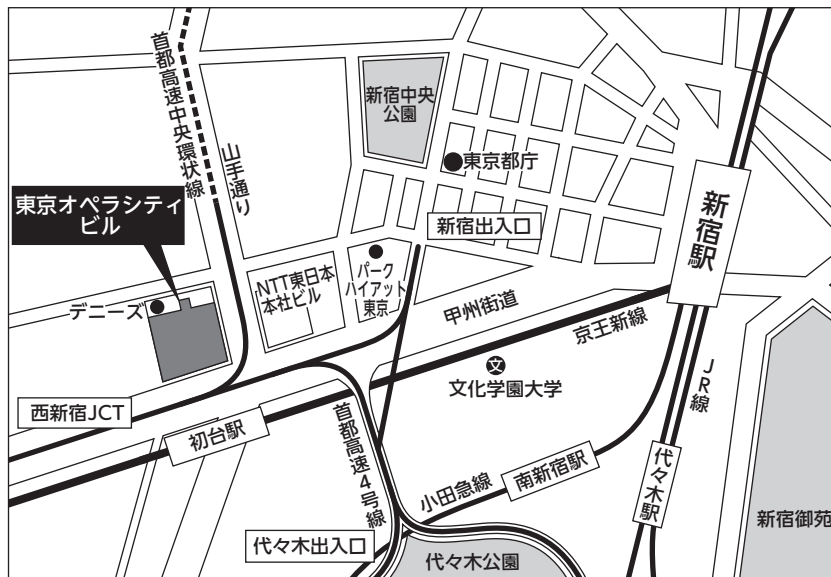 首都高速中央環状線
山手通り
新宿中央
公園
東京都庁
新宿駅
東京オペラシティ
ビル
新宿出入口
デニーズ
NTT東日本
本社ビル
パーク
ハイアット
東京
甲州街道
京王新線
文
文化学園大学
JR線
西新宿JCT
初台駅
首都高速4号線
小田急線
南新宿駅
代々木駅
新宿御苑
代々木出入口
代々木公園